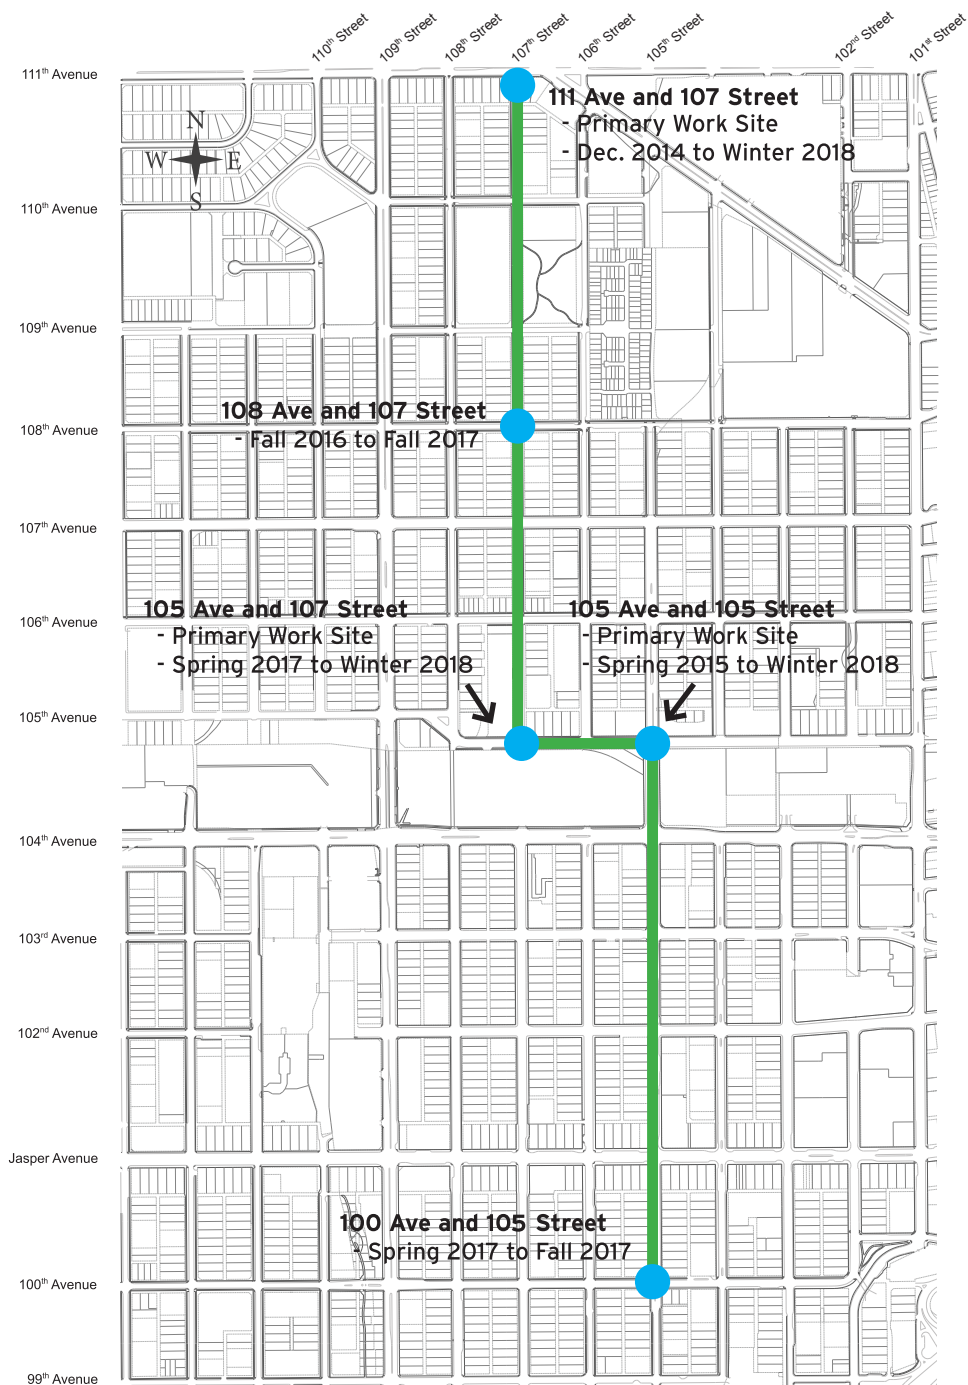 110th Street
109th Street
108th Street
107th Street
106th Street
105th Street
102nd Street
101st Street
111th Avenue
111 Ave and 107 Street
- Primary Work Site
- Dec. 2014 to Winter 2018
N
W E
S
110th Avenue
109th Avenue
108 Ave and 107 Street
- Fall 2016 to Fall 2017
108th Avenue
107th Avenue
105 Ave and 107 Street
- Primary Work Site
- Spring 2017 to Winter 2018
105 Ave and 105 Street
- Primary Work Site
- Spring 2015 to Winter 2018
106th Avenue
105th Avenue
104th Avenue
103rd Avenue
102nd Avenue
Jasper Avenue
100 Ave and 105 Street
- Spring 2017 to Fall 2017
100th Avenue
99th Avenue